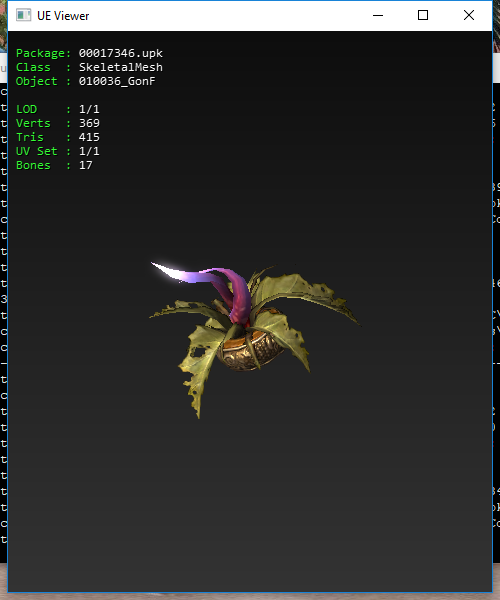 UE Viewer
Package: 00017346.upk
Class : SkeletalMesh
Object : 010036_GonF
LOD : 1/1
Verts : 369
Tris : 415
UV Set : 1/1
Bones : 17